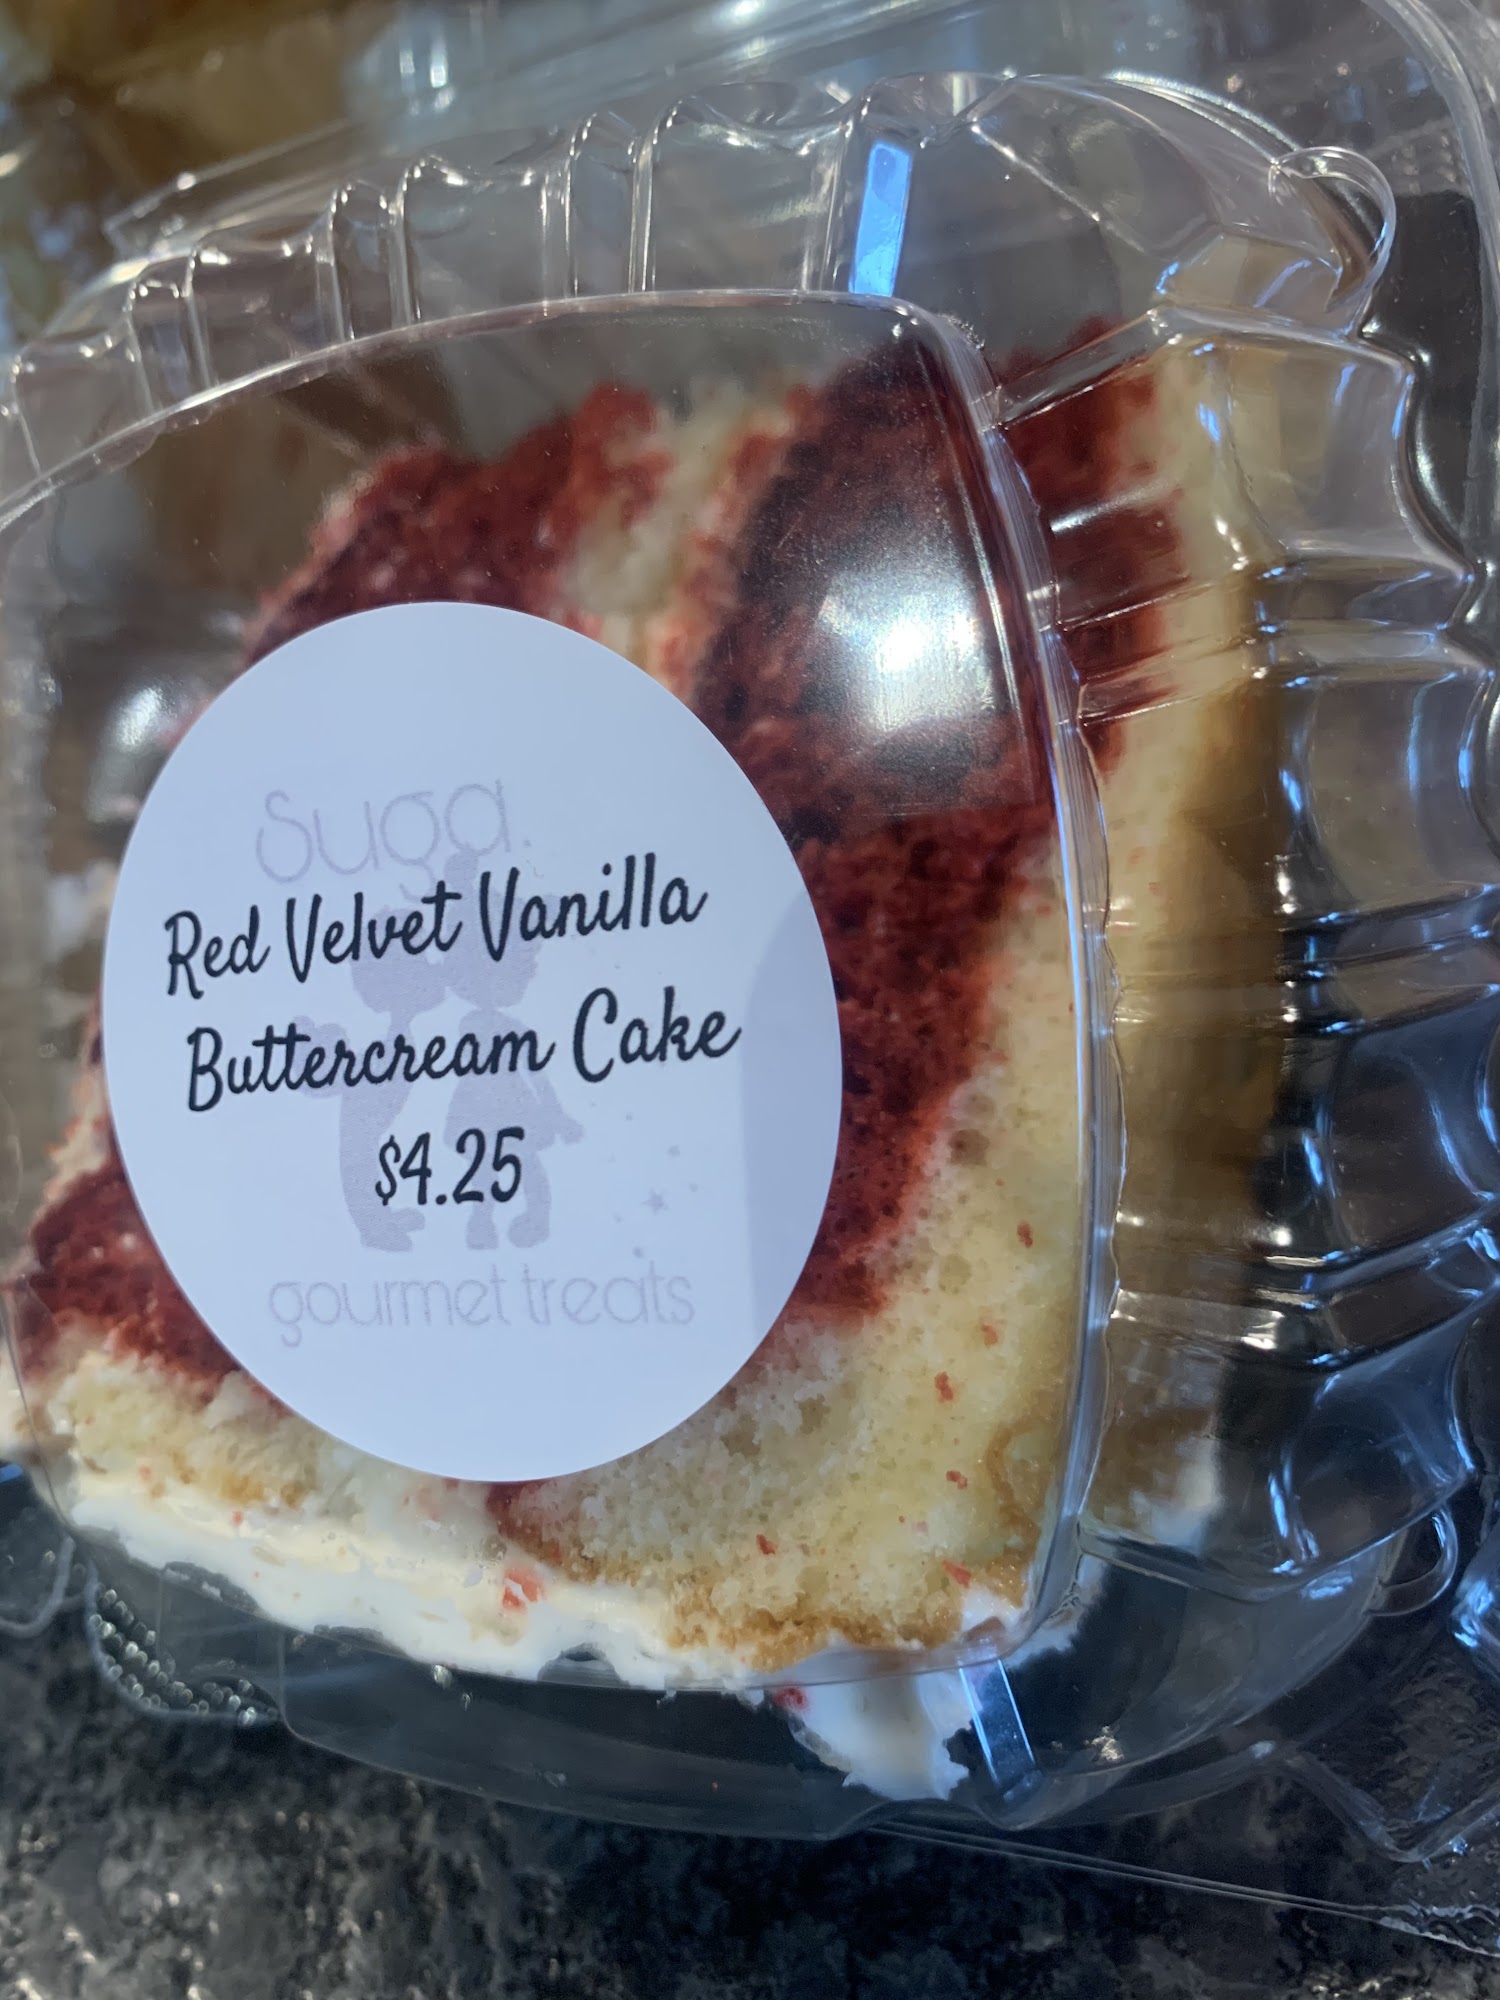 Suga.
Red Velvet Vanilla
Buttercream Cake
$4.25
gourmet treats